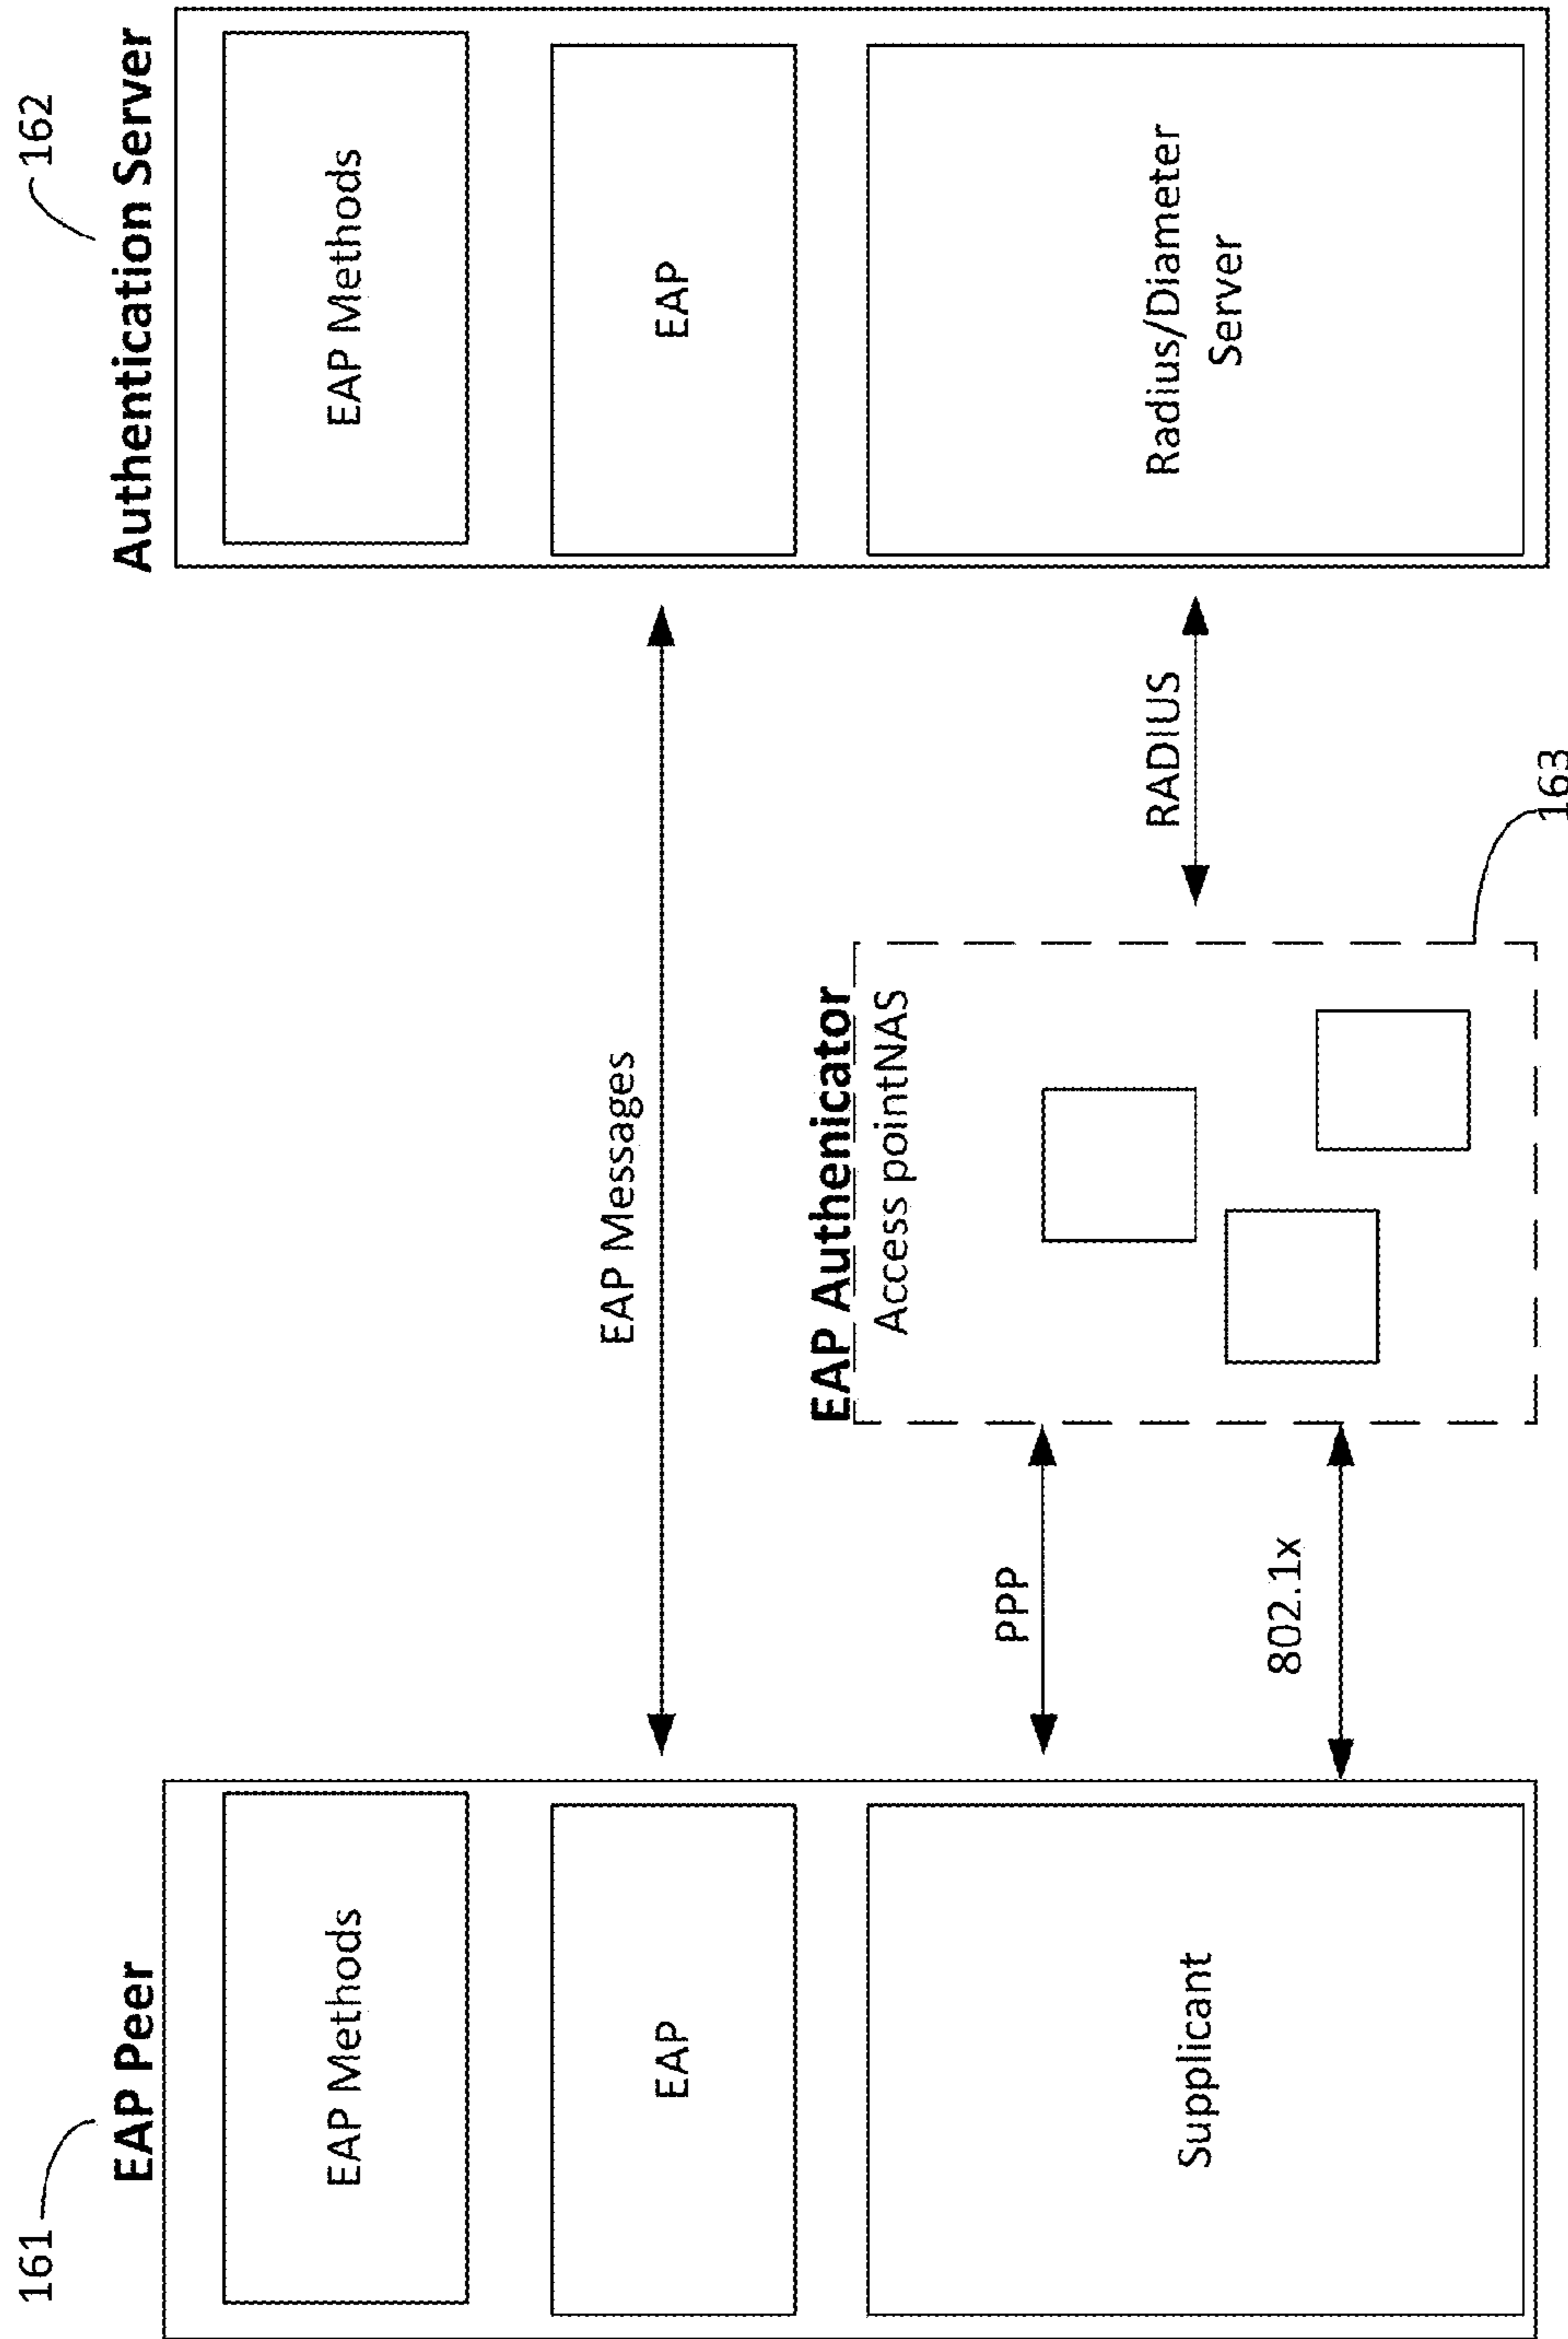 161
EAP Peer
EAP Methods
EAP
Supplicant
EAP Messages
PPP
802.1x
EAP Authenicator
Access pointNAS
163
RADIUS
162
Authentication Server
EAP Methods
EAP
Radius/Diameter
Server